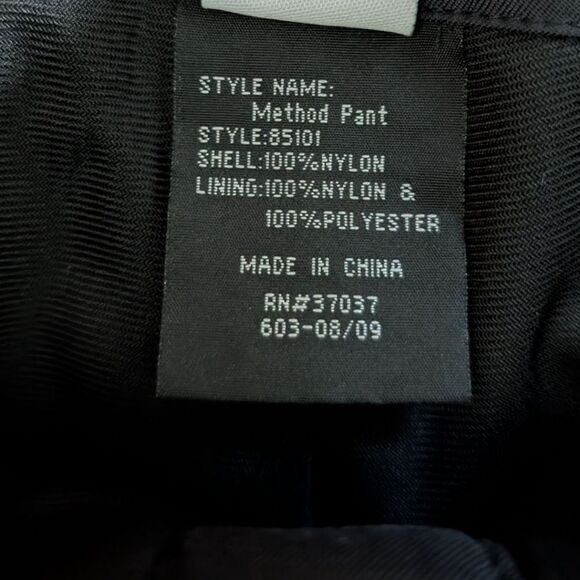 STYLE NAME:
Method Pant
STYLE:85101
SHELL:100%NYLON
LINING:100%NYLON &
100%POLYESTER
MADE IN CHINA
RN#37037
603-08/09